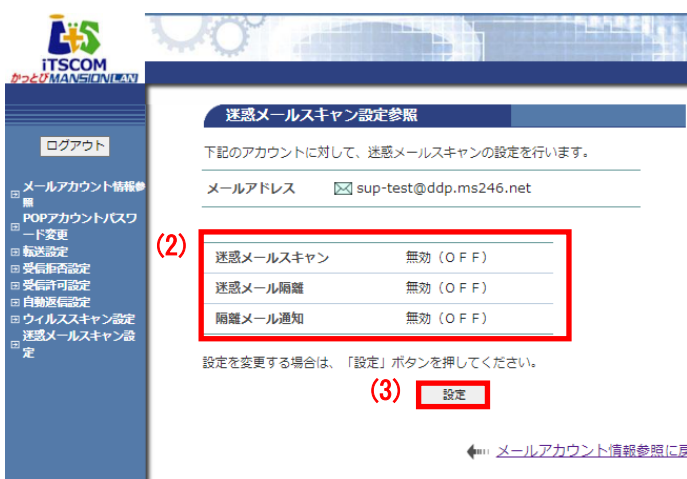 iTSCOM
かっとびMANSION LAN
ログアウト
メールアカウント情報参
照
POPアカウントパスワ
ード変更
転送設定
受信拒否設定
受信許可設定
自動返信設定
ウィルススキャン設定
迷惑メールスキャン設
定
迷惑メールスキャン設定参照
下記のアカウントに対して、迷惑メールスキャンの設定を行います。
メールアドレス sup-test@ddp.ms246.net
(2)
迷惑メールスキャン 無効（ＯＦＦ）
迷惑メール隔離 無効（ＯＦＦ）
隔離メール通知 無効（ＯＦＦ）
設定を変更する場合は、「設定」ボタンを押してください。
(3) 設定
メールアカウント情報参照に戻